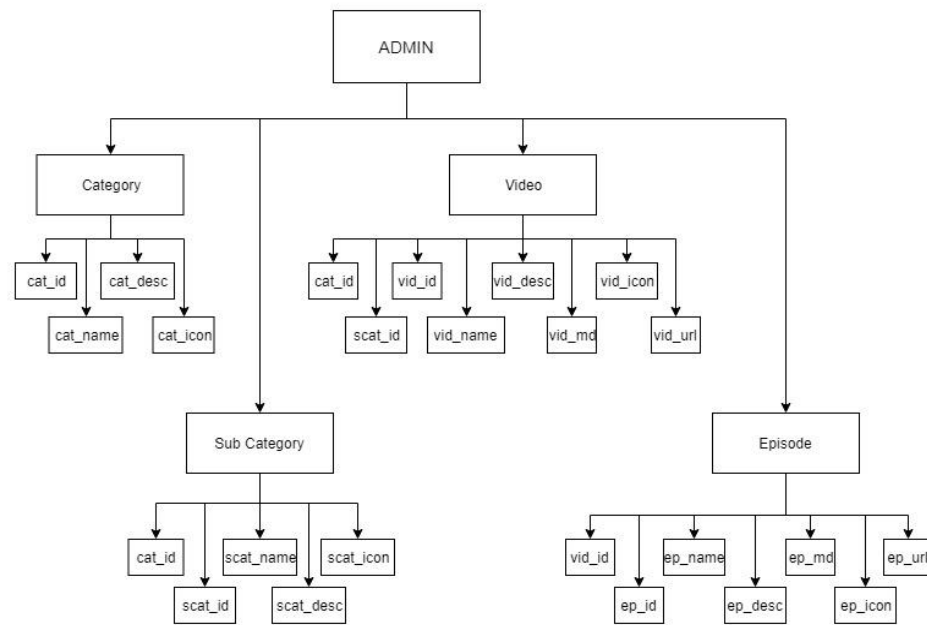 ADMIN
Category
Video
cat_id
cat_desc
cat_id
vid_id
vid_desc
vid_icon
cat_name
cat_icon
scat_id
vid_name
vid_md
vid_url
Sub Category
Episode
cat_id
scat_name
scat_icon
vid_id
ep_name
ep_md
ep_url
scat_id
scat_desc
ep_id
ep_desc
ep_icon